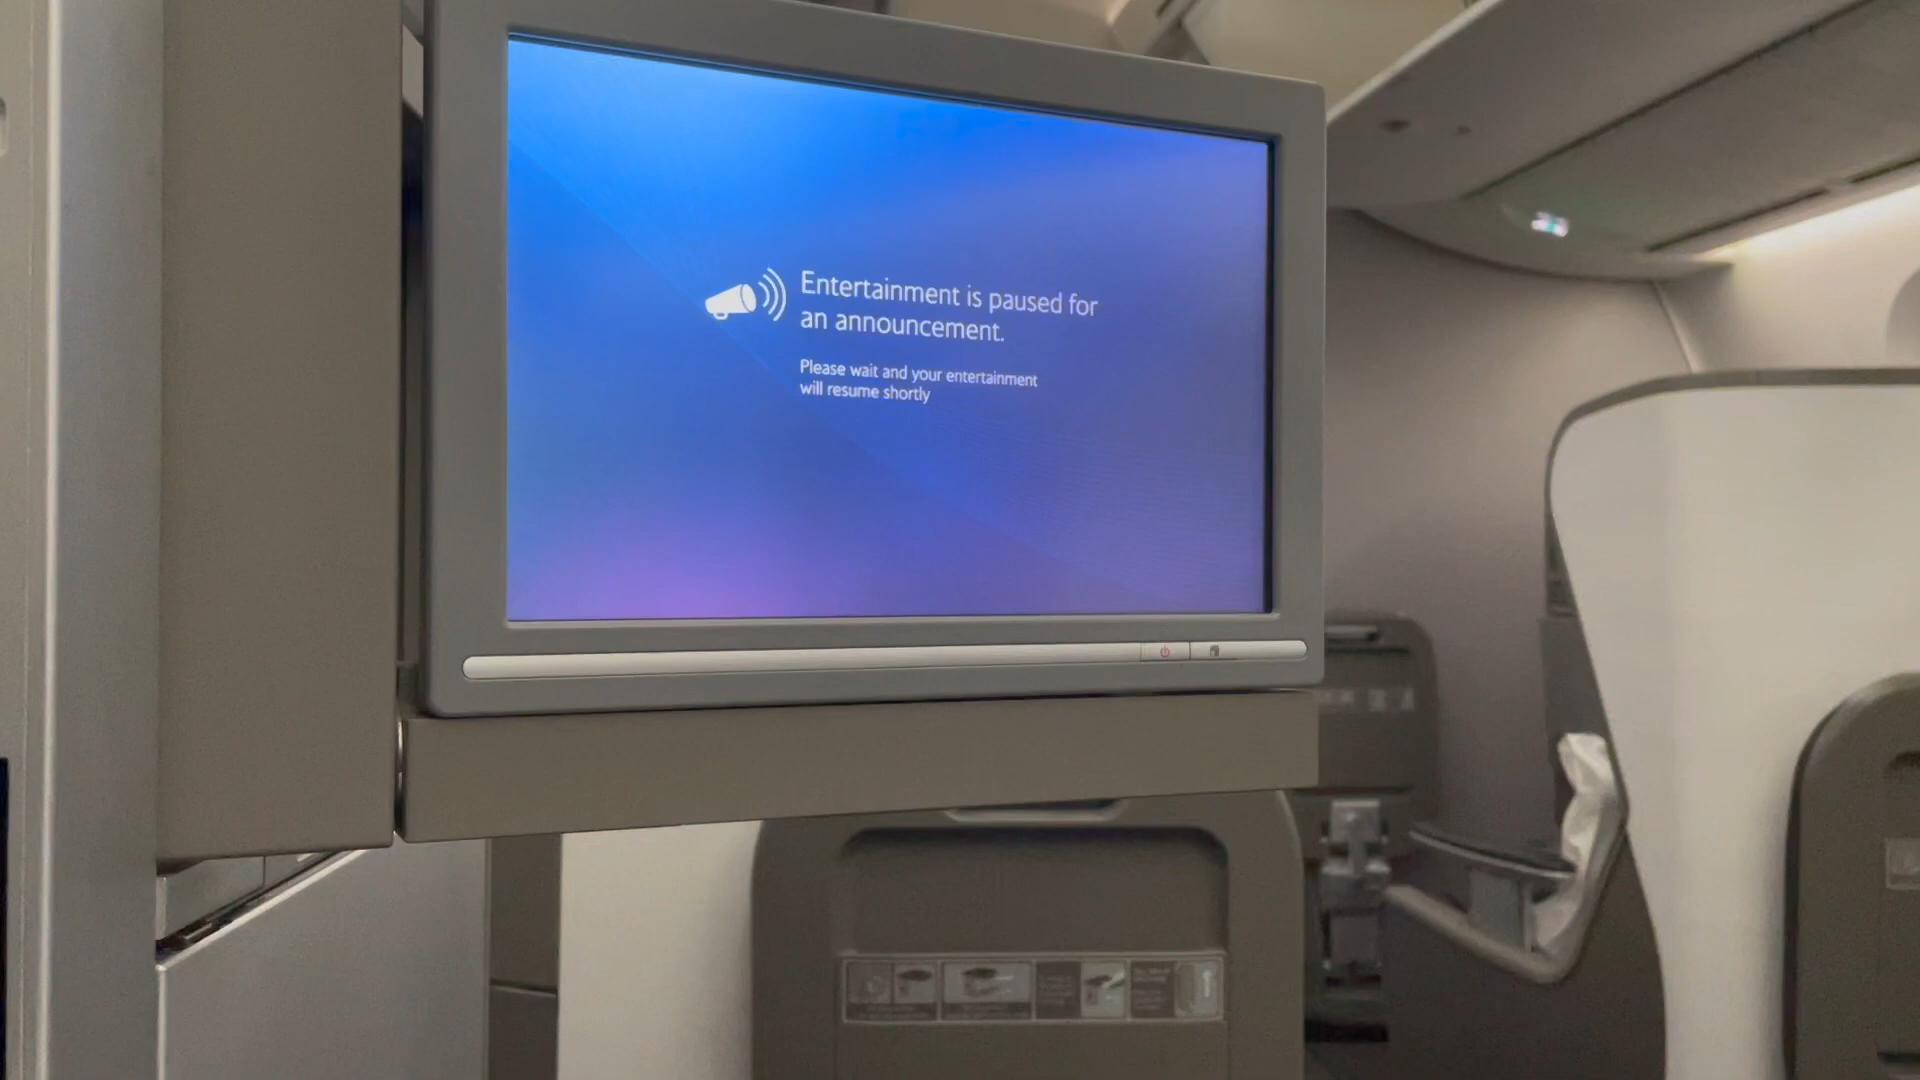 Entertainment is paused for
an announcement.
Please wait and your entertainment
will resume shortly